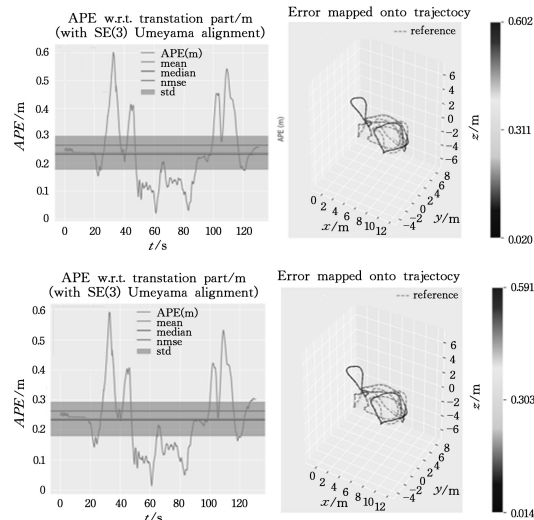 APE w.r.t. transtation part/m
(with SE(3) Umeyama alignment)
APE(m)
mean
median
nmse
std
APE/m
0.6
0.5
0.4
0.3
0.2
0.1
0
0 20 40 60 80 100 120
t/s
Error mapped onto trajectocy
reference
APE (m)
6
4
2
0
−2
−4
−6
z/m
0 2 4 6 8 10 12
x/m
−4
0
2
4
6
8
y/m
0.602
0.311
0.020
APE w.r.t. transtation part/m
(with SE(3) Umeyama alignment)
APE(m)
mean
median
nmse
std
APE/m
0.6
0.5
0.4
0.3
0.2
0.1
0
0 20 40 60 80 100 120
t/s
Error mapped onto trajectocy
reference
6
4
2
0
−2
−4
−6
z/m
0 2 4 6 8 10 12
x/m
−4
−2
0
2
4
6
8
y/m
0.591
0.303
0.014